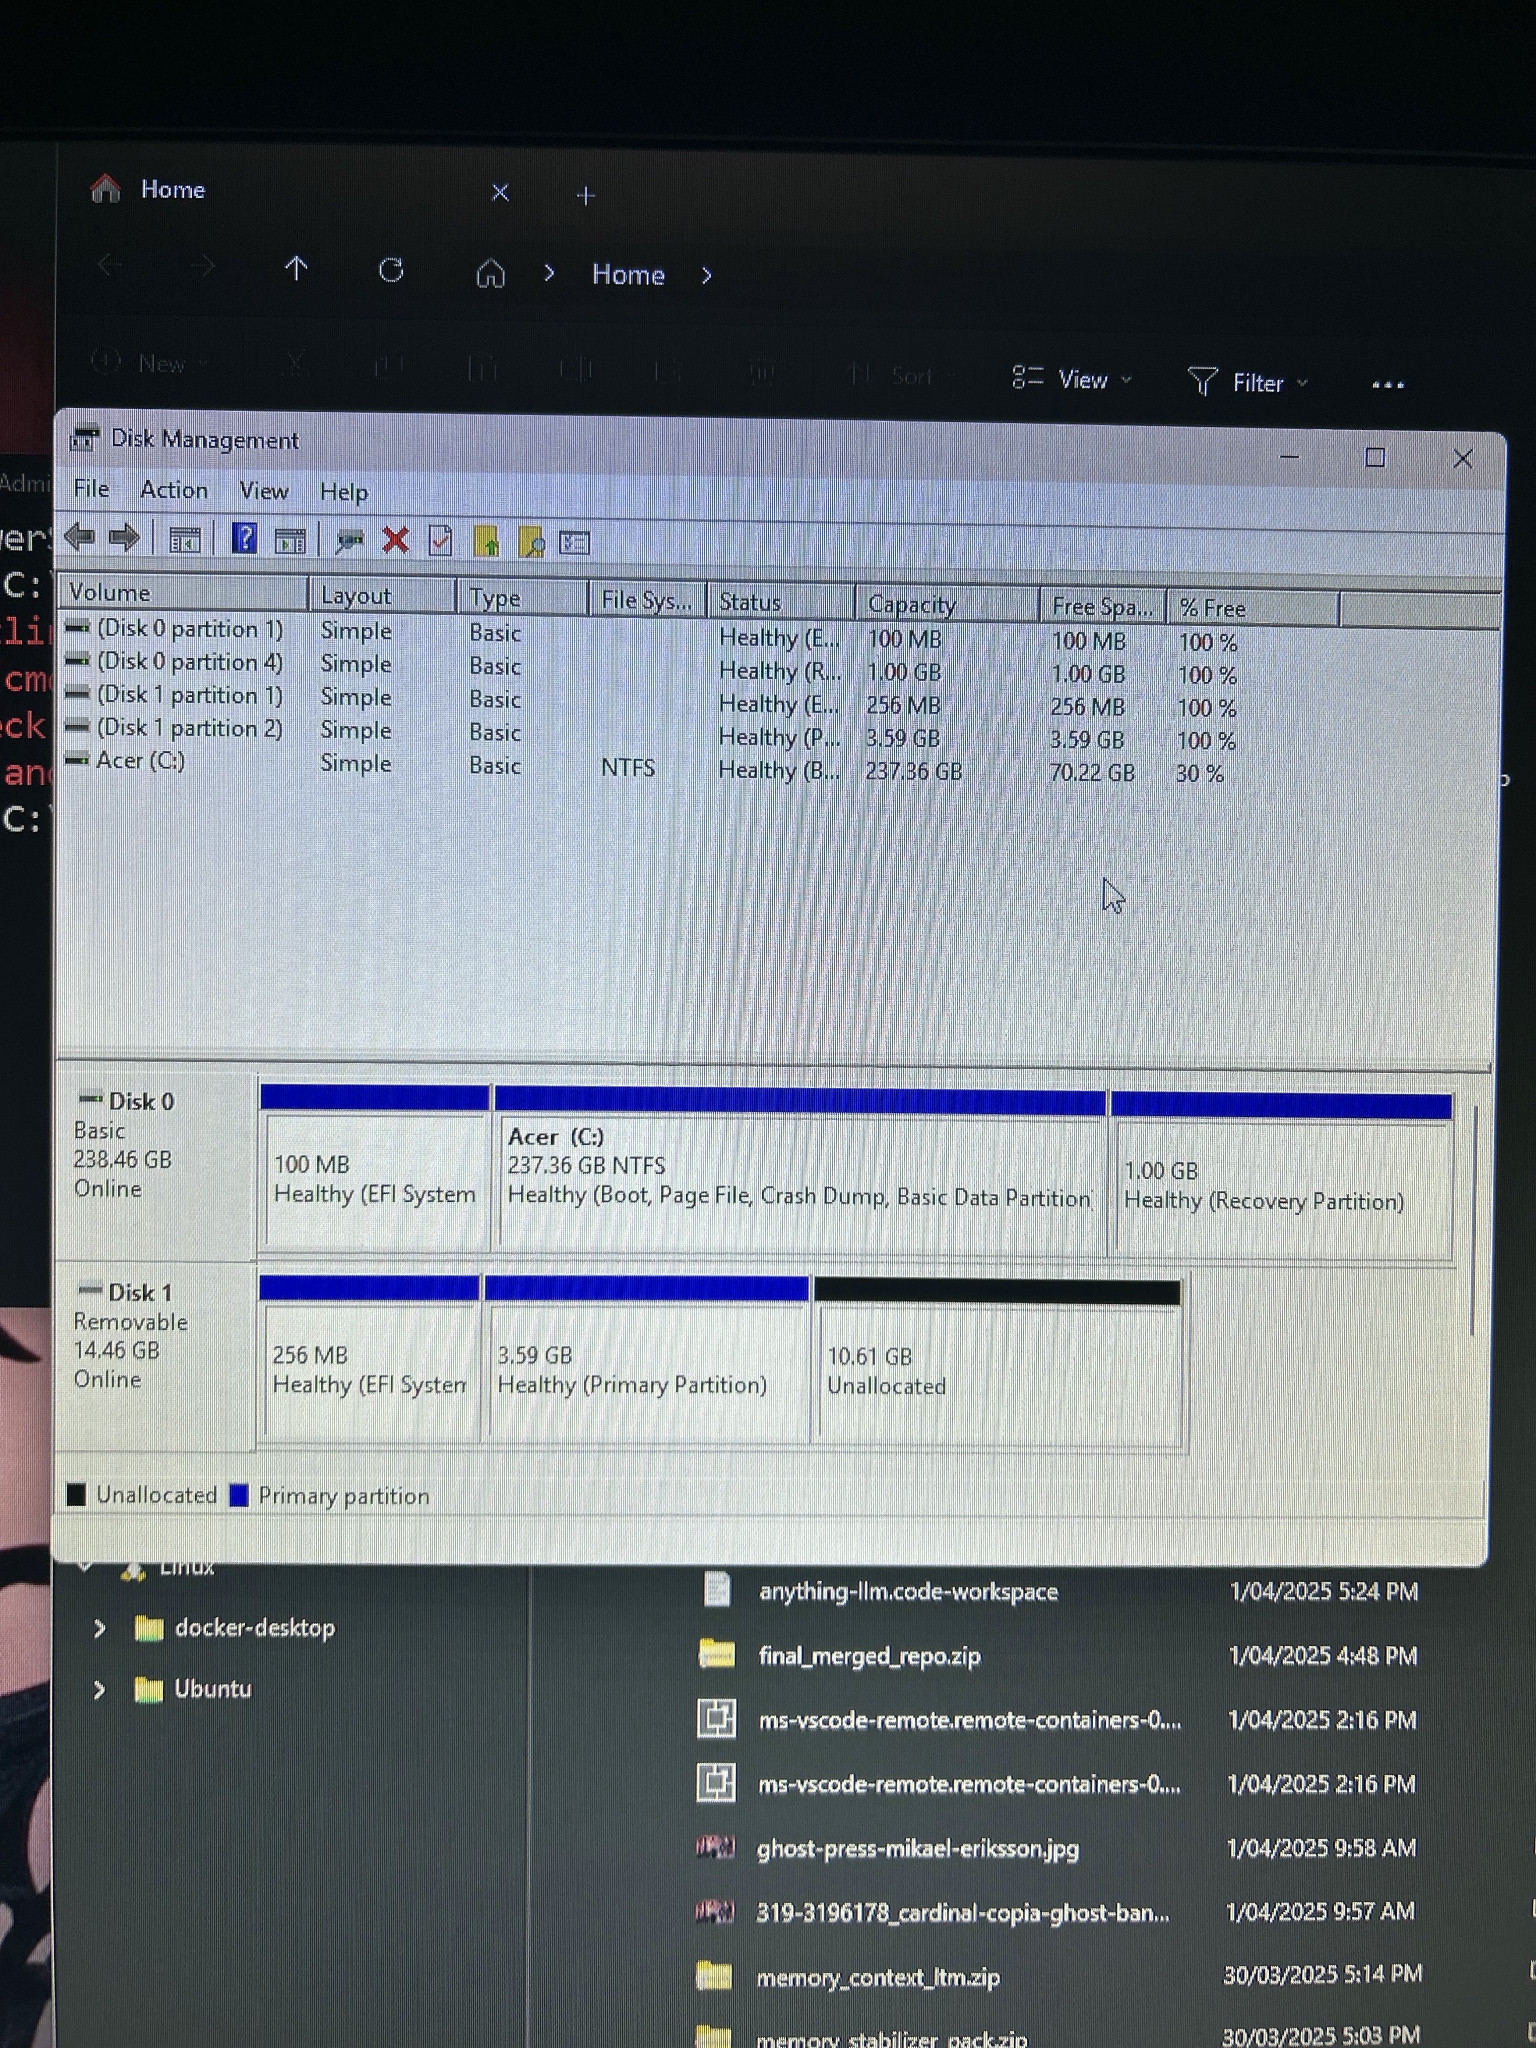 Home
Home
New
Sort
View
Filter
Disk Management
File Action View Help
Volume Layout Type File Sys... Status Capacity Free Spa... % Free
(Disk 0 partition 1) Simple Basic Healthy (E... 100 MB 100 MB 100 %
(Disk 0 partition 4) Simple Basic Healthy (R... 1.00 GB 1.00 GB 100 %
(Disk 1 partition 1) Simple Basic Healthy (E... 256 MB 256 MB 100 %
(Disk 1 partition 2) Simple Basic Healthy (P... 3.59 GB 3.59 GB 100 %
Acer (C:) Simple Basic NTFS Healthy (B... 237.36 GB 70.22 GB 30 %
Admi
C:\
cm
eck
an
C:\
Disk 0
Basic
238.46 GB
Online
100 MB
Healthy (EFI System
Acer (C:)
237.36 GB NTFS
Healthy (Boot, Page File, Crash Dump, Basic Data Partition
1.00 GB
Healthy (Recovery Partition)
Disk 1
Removable
14.46 GB
Online
256 MB
Healthy (EFI System
3.59 GB
Healthy (Primary Partition)
10.61 GB
Unallocated
Unallocated Primary partition
Linux
docker-desktop
Ubuntu
anything-llm.code-workspace 1/04/2025 5:24 PM
final_merged_repo.zip 1/04/2025 4:48 PM
ms-vscode-remote.remote-containers-0.... 1/04/2025 2:16 PM
ms-vscode-remote.remote-containers-0.... 1/04/2025 2:16 PM
ghost-press-mikael-eriksson.jpg 1/04/2025 9:58 AM
319-3196178_cardinal-copia-ghost-ban... 1/04/2025 9:57 AM
memory_context_ltm.zip 30/03/2025 5:14 PM
memory_stabilizer_pack.zip 30/03/2025 5:03 PM